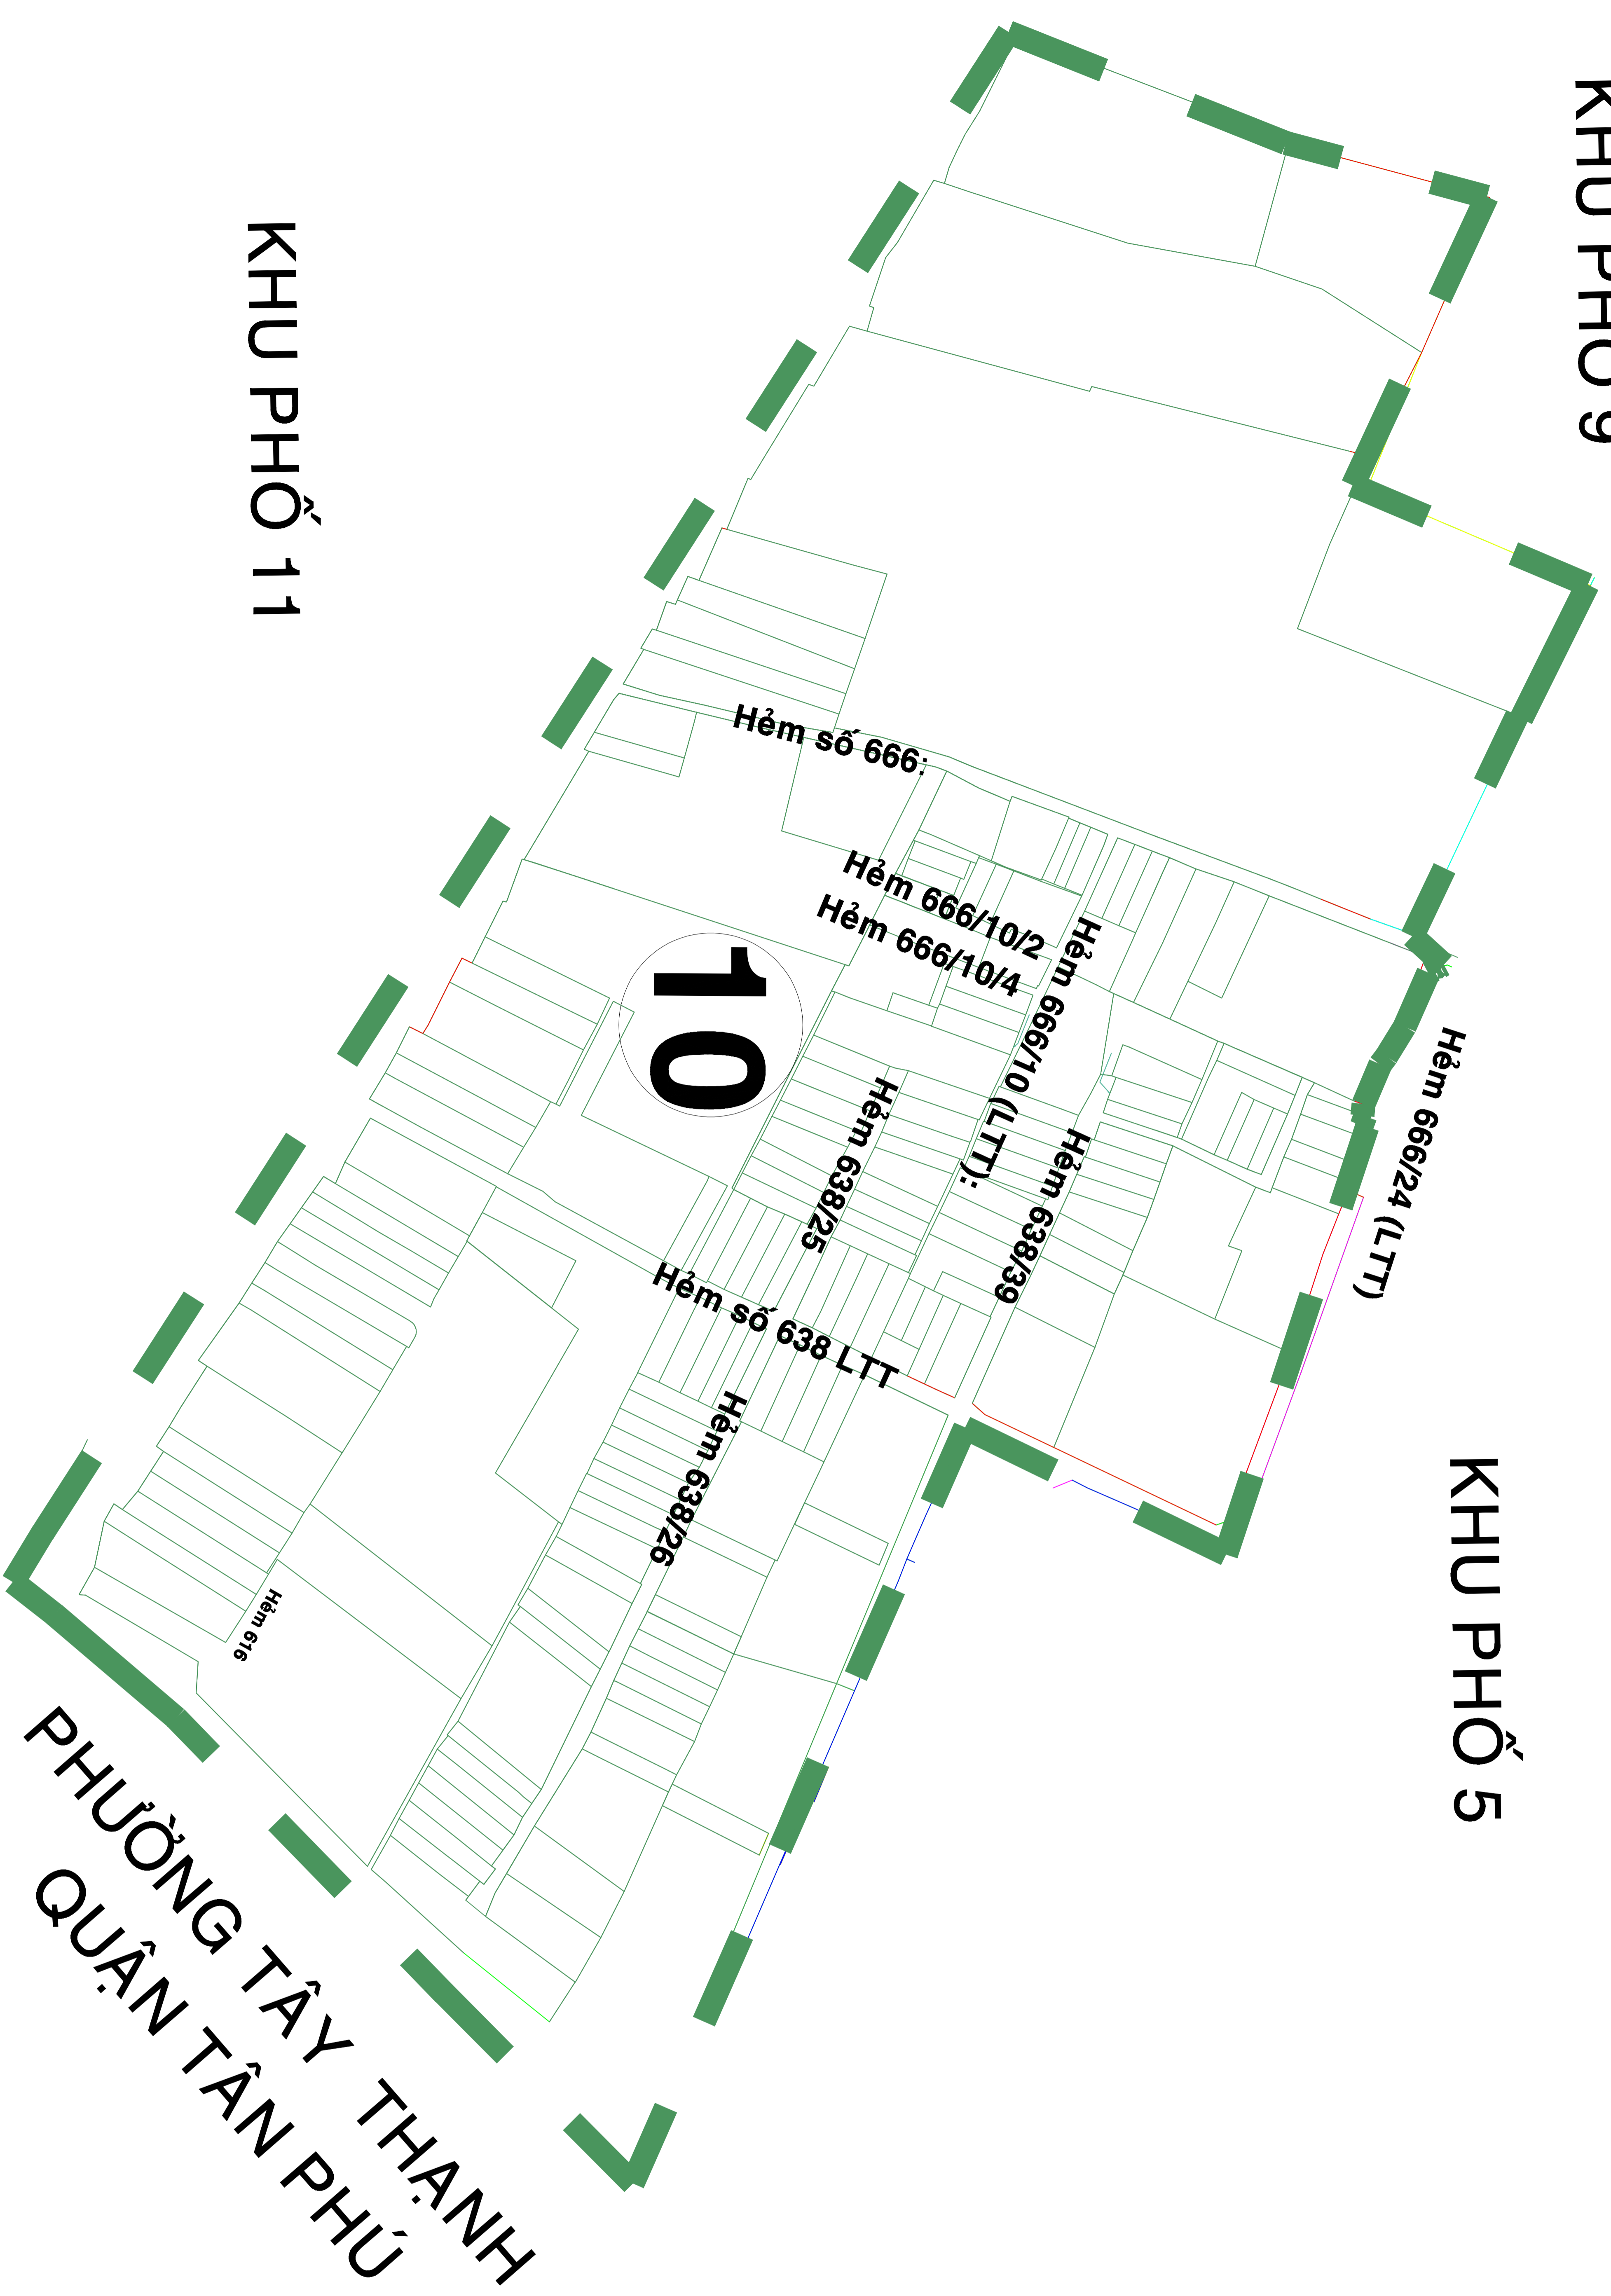 KHU PHỐ 9
KHU PHỐ 11
Hẻm số 666:
Hẻm 666/10/2
Hẻm 666/10/4
Hẻm 666/10 (LTT):
10
Hẻm 666/24 (LTT)
Hẻm 638/25
Hẻm 638/39
Hẻm số 638 LTT
Hẻm 638/26
KHU PHỐ 5
Hẻm 616
PHƯỜNG TÂY THẠNH
QUẬN TÂN PHÚ